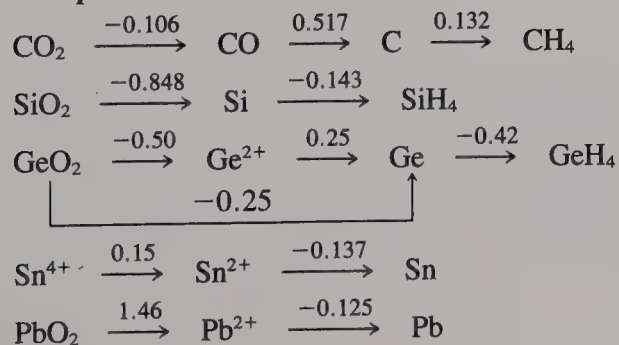 CO₂ —−0.106→ CO —0.517→ C —0.132→ CH₄
SiO₂ —−0.848→ Si —−0.143→ SiH₄
GeO₂ —−0.50→ Ge²⁺ —0.25→ Ge —−0.42→ GeH₄
−0.25
Sn⁴⁺ —0.15→ Sn²⁺ —−0.137→ Sn
PbO₂ —1.46→ Pb²⁺ —−0.125→ Pb